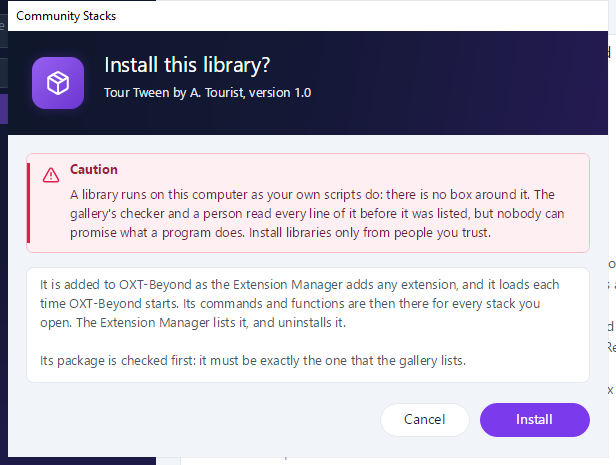 Community Stacks
Install this library?
Tour Tween by A. Tourist, version 1.0
Caution
A library runs on this computer as your own scripts do: there is no box around it. The
gallery's checker and a person read every line of it before it was listed, but nobody can
promise what a program does. Install libraries only from people you trust.
It is added to OXT-Beyond as the Extension Manager adds any extension, and it loads each
time OXT-Beyond starts. Its commands and functions are then there for every stack you
open. The Extension Manager lists it, and uninstalls it.
Its package is checked first: it must be exactly the one that the gallery lists.
Cancel
Install